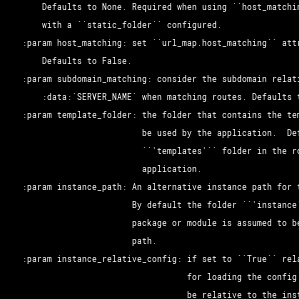 Defaults to None. Required when using ``host_matchin
with a ``static_folder`` configured.
:param host_matching: set ``url_map.host_matching`` attr
Defaults to False.
:param subdomain_matching: consider the subdomain relati
:data:`SERVER_NAME` when matching routes. Defaults t
:param template_folder: the folder that contains the tem
be used by the application.  Def
``'templates'`` folder in the ro
application.
:param instance_path: An alternative instance path for t
By default the folder ``'instance
package or module is assumed to be
path.
:param instance_relative_config: if set to ``True`` rela
for loading the config
be relative to the inst